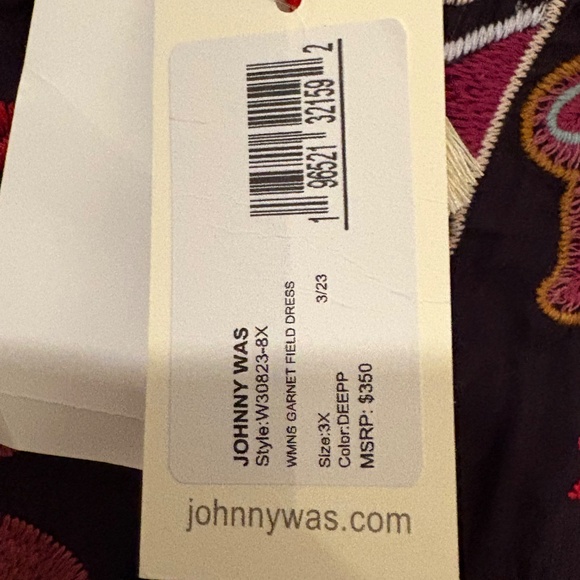 1 96521 32159 2
JOHNNY WAS
Style:W30823-8X
WMNS GARNET FIELD DRESS
3/23
Size:3X
Color:DEEPP
MSRP: $350
johnnywas.com